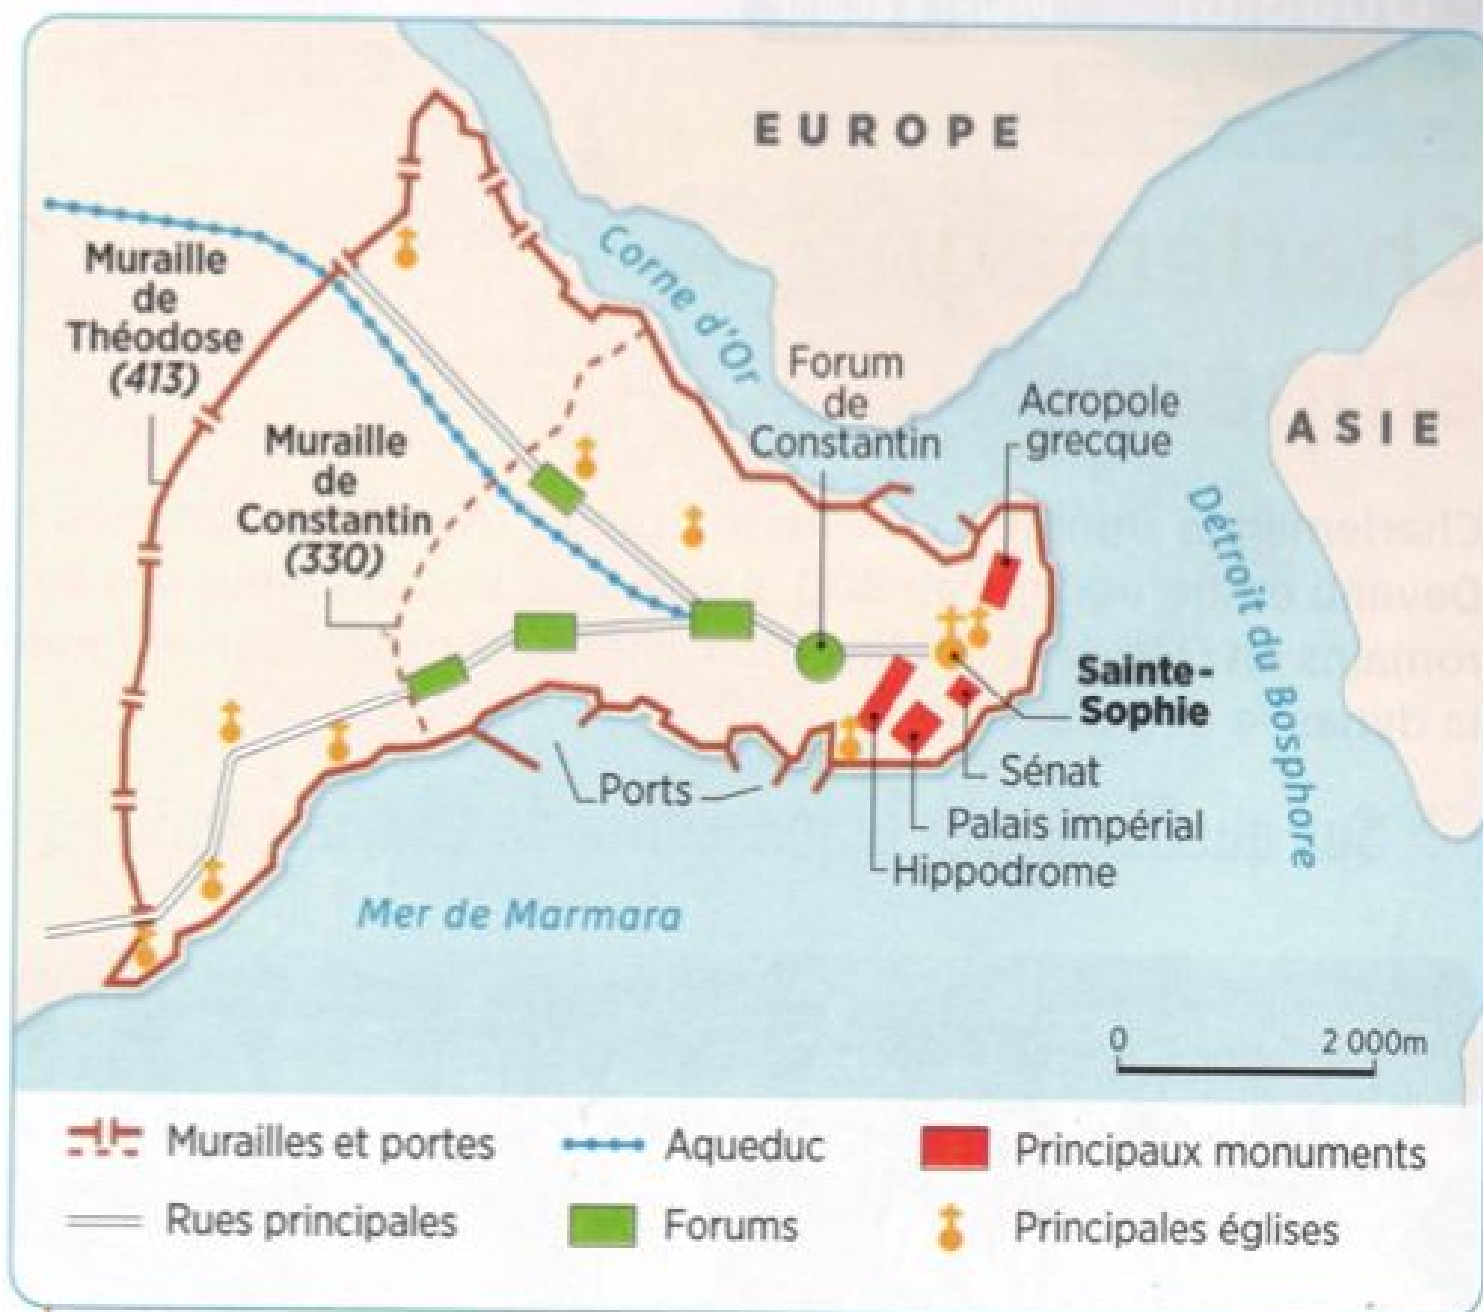 EUROPE
Muraille
de
Théodose
(413)
Corne d'Or
Forum
de
Constantin
Acropole
grecque
ASIE
Muraille
de
Constantin
(330)
Détroit du Bosphore
Sainte-
Sophie
Ports
Sénat
Palais impérial
Hippodrome
Mer de Marmara
0 2 000m
Murailles et portes
Aqueduc
Principaux monuments
Rues principales
Forums
Principales églises